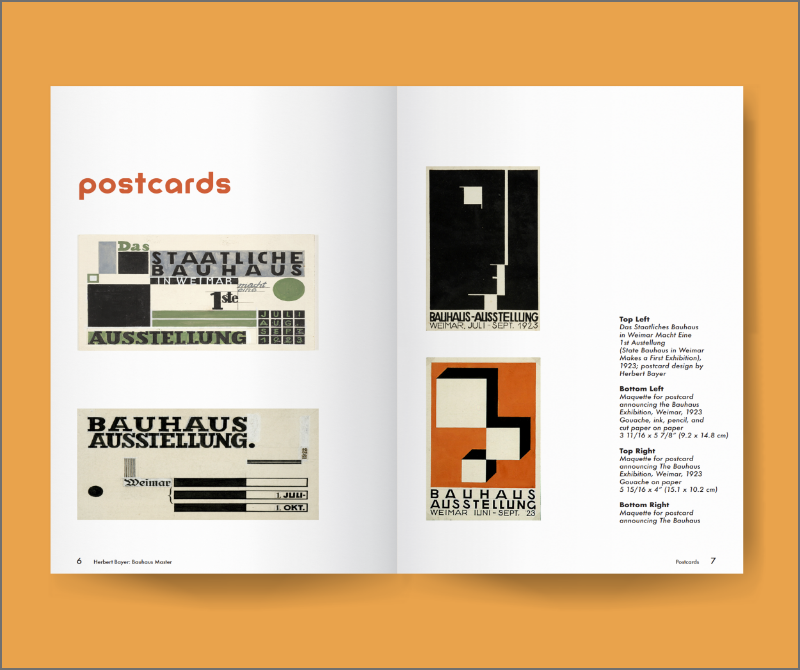 postcards
Das
STAATLICHE
BAUHAUS
IN WEIMAR macht
eine
1ste
JULI
AUG.
SEPT.
1923
AUSSTELLUNG
BAUHAUS
AUSSTELLUNG.
Weimar
1. JULI-
1. OKT.
6 Herbert Bayer: Bauhaus Master
BAUHAUS-AUSSTELLUNG
WEIMAR, JULI - SEPT. 1923
BAUHAUS
AUSSTELLUNG
WEIMAR JUNI - SEPT. 23
Top Left
Das Staatliches Bauhaus
in Weimar Macht Eine
1st Austellung
(State Bauhaus in Weimar
Makes a First Exhibition),
1923; postcard design by
Herbert Bayer
Bottom Left
Maquette for postcard
announcing the Bauhaus
Exhibition, Weimar, 1923
Gouache, ink, pencil, and
cut paper on paper
3 11/16 x 5 7/8" (9.2 x 14.8 cm)
Top Right
Maquette for postcard
announcing The Bauhaus
Exhibition, Weimar, 1923
Gouache on paper
5 15/16 x 4" (15.1 x 10.2 cm)
Bottom Right
Maquette for postcard
announcing The Bauhaus
Postcards 7